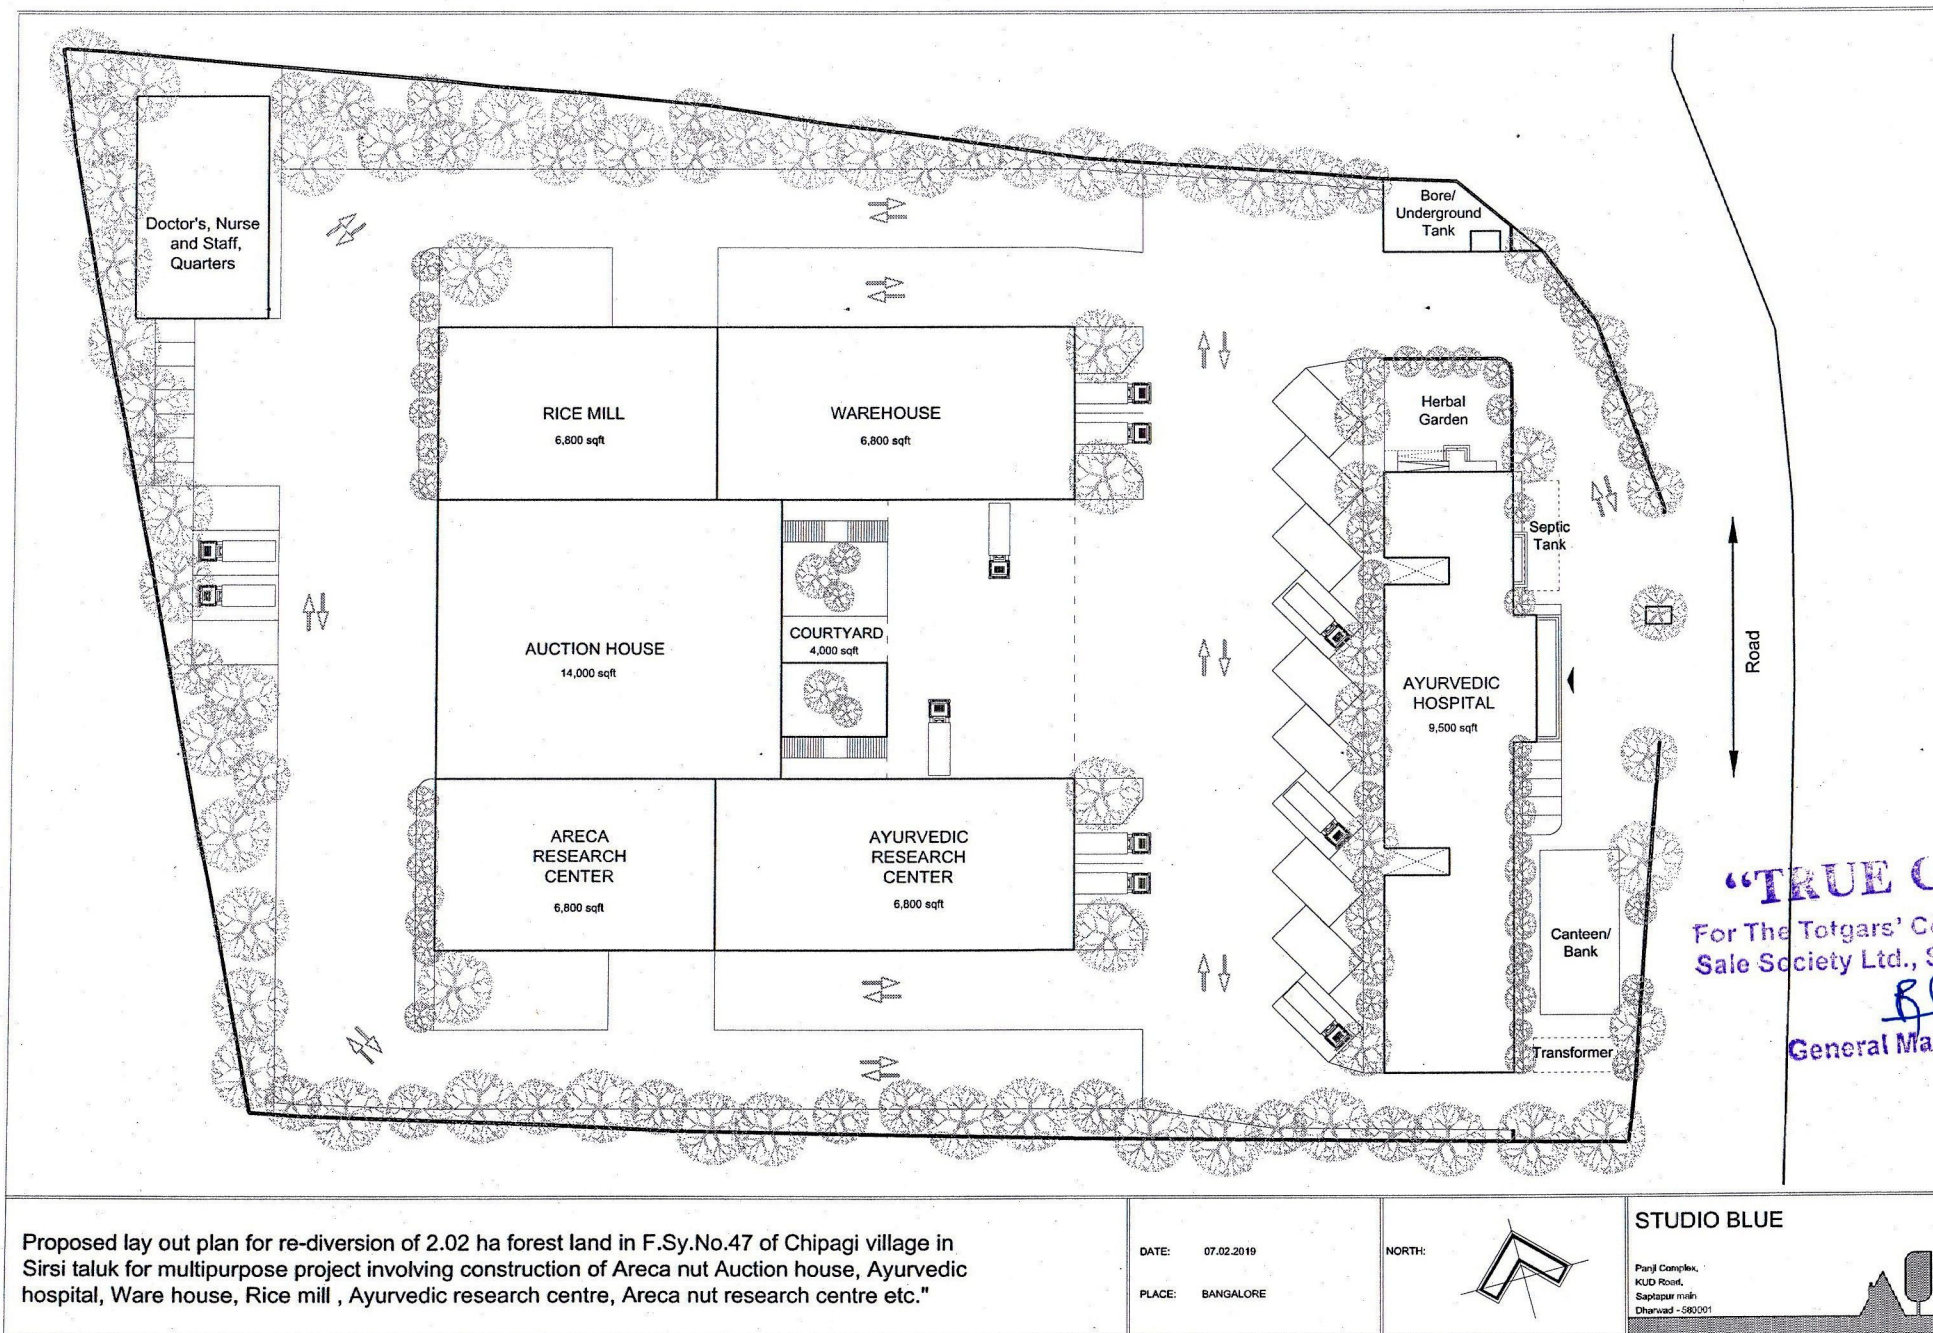 Doctor's, Nurse
and Staff,
Quarters
Bore/
Underground
Tank
RICE MILL
6,800 sqft
WAREHOUSE
6,800 sqft
Herbal
Garden
Septic
Tank
AUCTION HOUSE
14,000 sqft
COURTYARD
4,000 sqft
AYURVEDIC
HOSPITAL
9,500 sqft
Road
ARECA
RESEARCH
CENTER
6,800 sqft
AYURVEDIC
RESEARCH
CENTER
6,800 sqft
Canteen/
Bank
Transformer
"TRUE
For The Totgars'
Sale Society Ltd.,
General
Proposed lay out plan for re-diversion of 2.02 ha forest land in F.Sy.No.47 of Chipagi village in
Sirsi taluk for multipurpose project involving construction of Areca nut Auction house, Ayurvedic
hospital, Ware house, Rice mill , Ayurvedic research centre, Areca nut research centre etc."
DATE: 07.02.2019
PLACE: BANGALORE
NORTH:
STUDIO BLUE
Panji Complex,
KUD Road,
Saptapur main
Dharwad - 580001